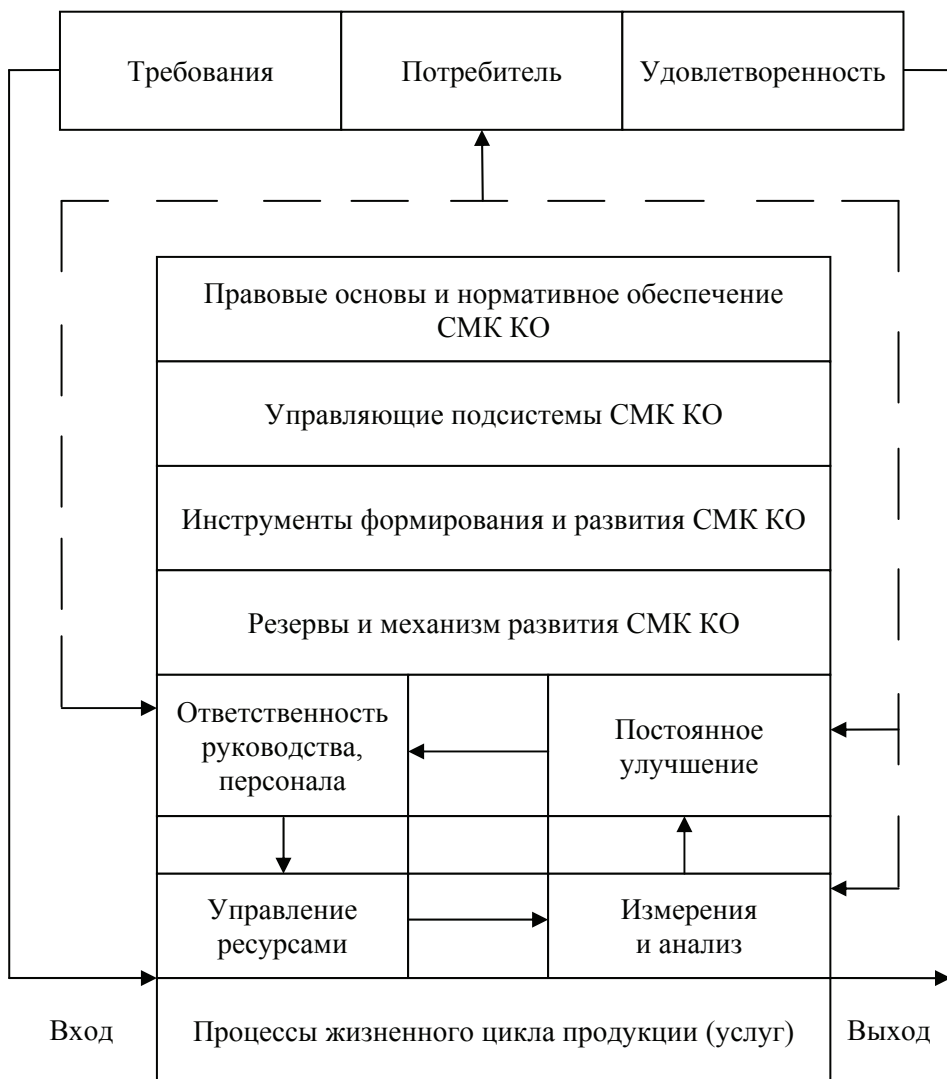 Требования
Потребитель
Удовлетворенность
Правовые основы и нормативное обеспечение
СМК КО
Управляющие подсистемы СМК КО
Инструменты формирования и развития СМК КО
Резервы и механизм развития СМК КО
Ответственность
руководства,
персонала
Постоянное
улучшение
Управление
ресурсами
Измерения
и анализ
Вход
Процессы жизненного цикла продукции (услуг)
Выход